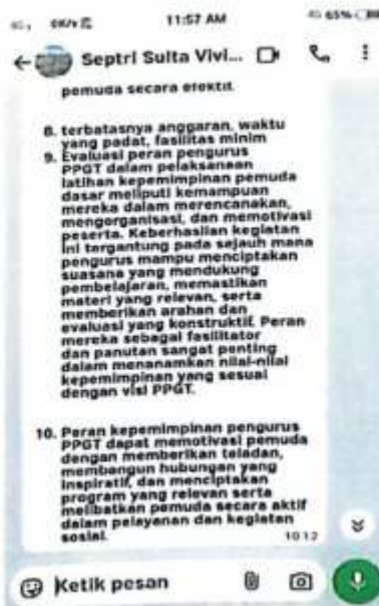 11:57 AM
65%
Septri Sulta Vivi...
pemuda secara efektif.
8. terbatasnya anggaran, waktu
yang padat, fasilitas minim
9. Evaluasi peran pengurus
PPGT dalam pelaksanaan
latihan kepemimpinan pemuda
dasar meliputi kemampuan
mereka dalam merencanakan,
mengorganisasi, dan memotivasi
peserta. Keberhasilan kegiatan
ini tergantung pada sejauh mana
pengurus mampu menciptakan
suasana yang mendukung
pembelajaran, memastikan
materi yang relevan, serta
memberikan arahan dan
evaluasi yang konstruktif. Peran
mereka sebagai fasilitator
dan panutan sangat penting
dalam menanamkan nilai-nilai
kepemimpinan yang sesuai
dengan visi PPGT.
10. Peran kepemimpinan pengurus
PPGT dapat memotivasi pemuda
dengan memberikan teladan,
membangun hubungan yang
inspiratif, dan menciptakan
program yang relevan serta
melibatkan pemuda secara aktif
dalam pelayanan dan kegiatan
sosial.
10.12
Ketik pesan